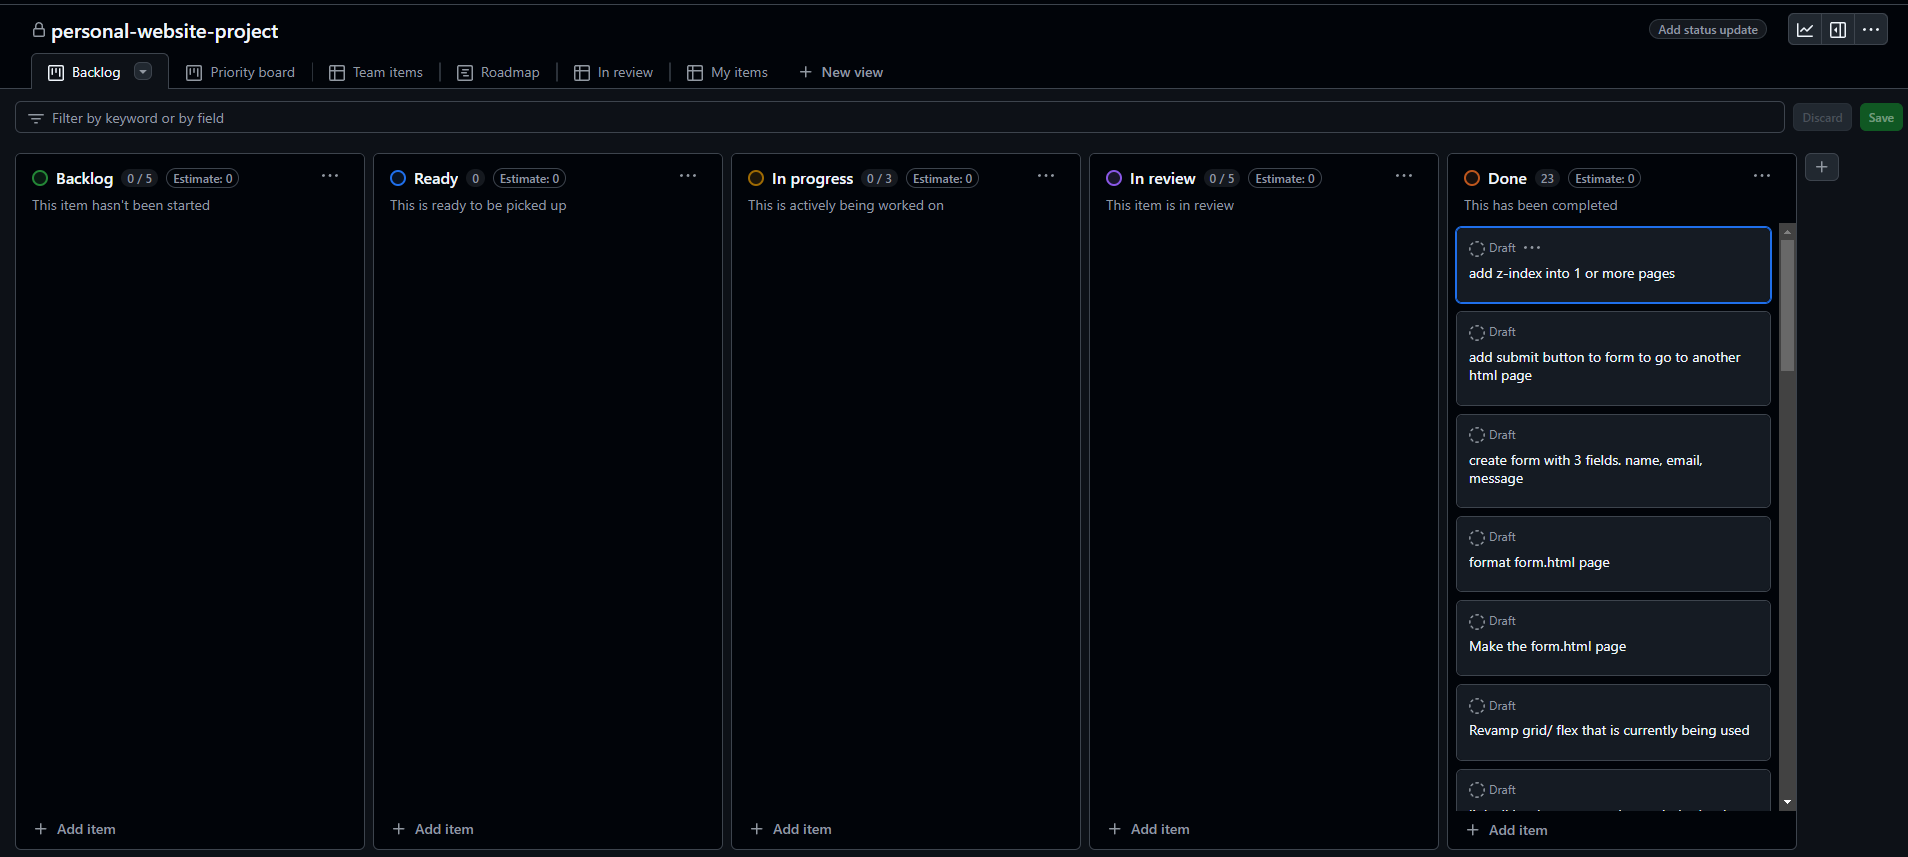 personal-website-project
Add status update
Backlog
Priority board
Team items
Roadmap
In review
My items
New view
Filter by keyword or by field
Discard
Save
Backlog 0 / 5 Estimate: 0
This item hasn't been started
Add item
Ready 0 Estimate: 0
This is ready to be picked up
Add item
In progress 0 / 3 Estimate: 0
This is actively being worked on
Add item
In review 0 / 5 Estimate: 0
This item is in review
Add item
Done 23 Estimate: 0
This has been completed
Draft
add z-index into 1 or more pages
Draft
add submit button to form to go to another
html page
Draft
create form with 3 fields. name, email,
message
Draft
format form.html page
Draft
Make the form.html page
Draft
Revamp grid/ flex that is currently being used
Draft
Add item